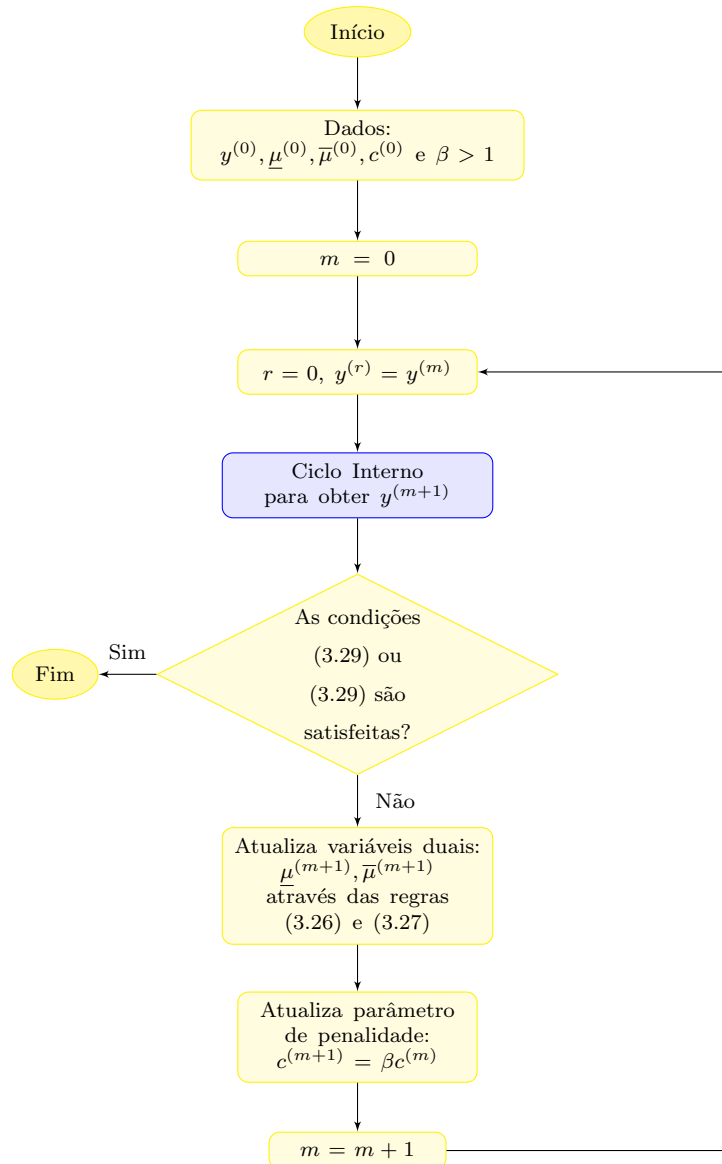 Início
Dados:
$y^{(0)}, \underline{\mu}^{(0)}, \overline{\mu}^{(0)}, c^{(0)}$ e $\beta > 1$
$m = 0$
$r = 0,\ y^{(r)} = y^{(m)}$
Ciclo Interno
para obter $y^{(m+1)}$
As condições
(3.29) ou
(3.29) são
satisfeitas?
Sim
Fim
Não
Atualiza variáveis duais:
$\underline{\mu}^{(m+1)}, \overline{\mu}^{(m+1)}$
através das regras
(3.26) e (3.27)
Atualiza parâmetro
de penalidade:
$c^{(m+1)} = \beta c^{(m)}$
$m = m + 1$